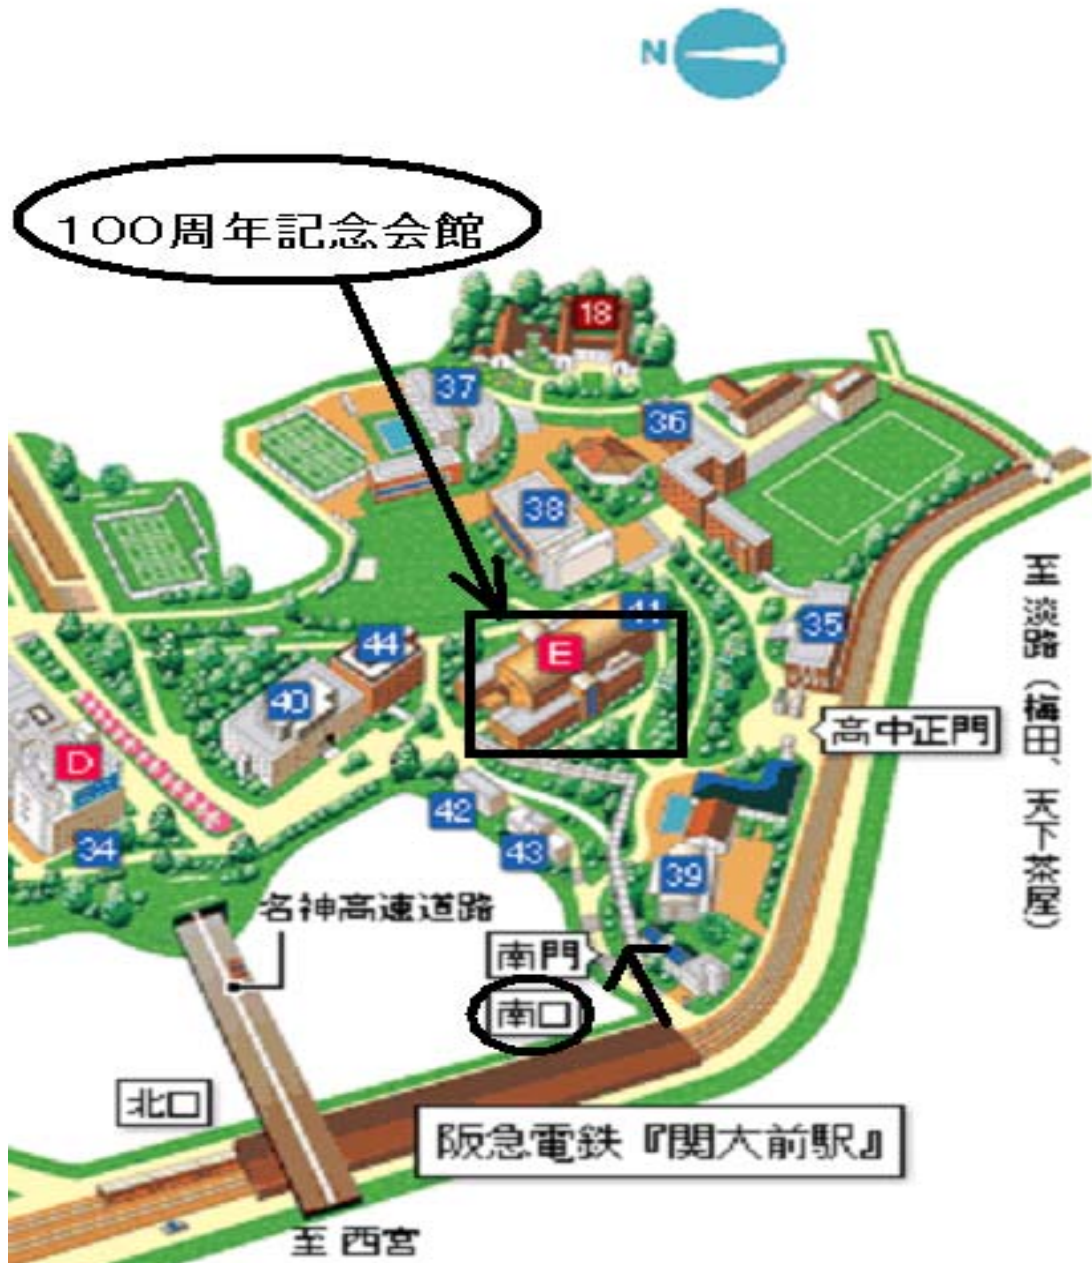 N
100周年記念会館
18
37
36
38
41
E
35
44
40
高中正門
D
42
34
43
39
名神高速道路
南門
南口
北口
阪急電鉄『関大前駅』
至 西宮
至 淡路(梅田、天下茶屋)